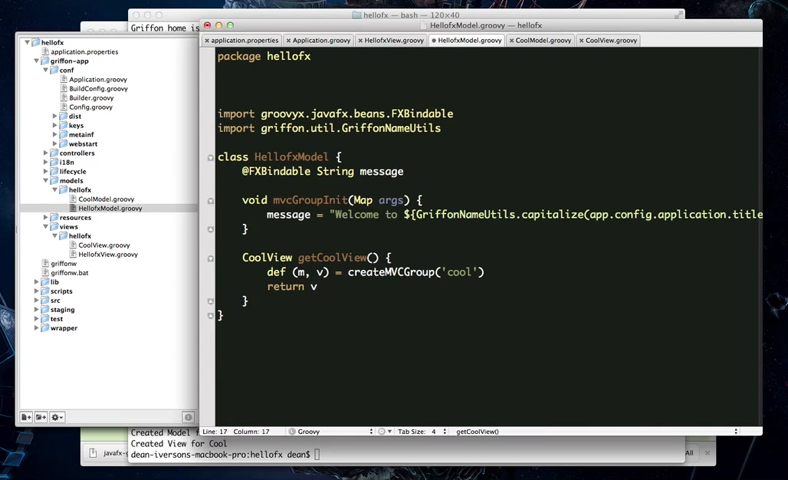 hellofx — bash — 120×40
Griffon home is
HellofxModel.groovy — hellofx
application.properties
Application.groovy
HellofxView.groovy
HellofxModel.groovy
CoolModel.groovy
CoolView.groovy
hellofx
application.properties
griffon-app
conf
Application.groovy
BuildConfig.groovy
Builder.groovy
Config.groovy
dist
keys
metainf
webstart
controllers
i18n
lifecycle
models
hellofx
CoolModel.groovy
HellofxModel.groovy
resources
views
hellofx
CoolView.groovy
HellofxView.groovy
griffonw
griffonw.bat
lib
scripts
src
staging
test
wrapper
package hellofx
import groovyx.javafx.beans.FXBindable
import griffon.util.GriffonNameUtils
class HellofxModel {
@FXBindable String message
void mvcGroupInit(Map args) {
message = "Welcome to ${GriffonNameUtils.capitalize(app.config.application.title
}
CoolView getCoolView() {
def (m, v) = createMVCGroup('cool')
return v
}
}
Line: 17 Column: 17 Groovy Tab Size: 4 getCoolView()
Created Model f
Created View for Cool
dean-iversons-macbook-pro:hellofx dean$
javafx-s
All